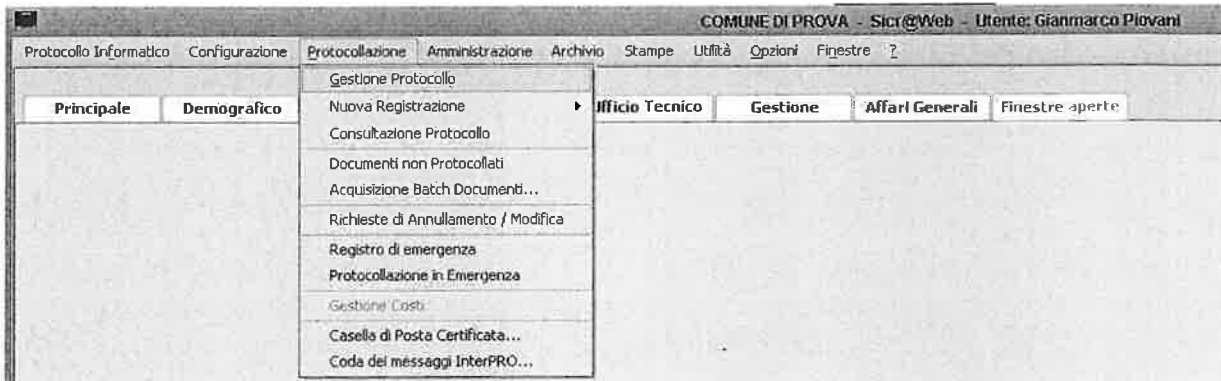 COMUNE DI PROVA - Sicr@Web - Utente: Gianmarco Piovani
Protocollo Informatico Configurazione Protocollazione Amministrazione Archivio Stampe Utilità Opzioni Finestre ?
Principale Demografico Ufficio Tecnico Gestione Affari Generali Finestre aperte
Gestione Protocollo
Nuova Registrazione
Consultazione Protocollo
Documenti non Protocollati
Acquisizione Batch Documenti...
Richieste di Annullamento / Modifica
Registro di emergenza
Protocollazione in Emergenza
Gestione Costi
Casella di Posta Certificata...
Coda dei messaggi InterPRO...